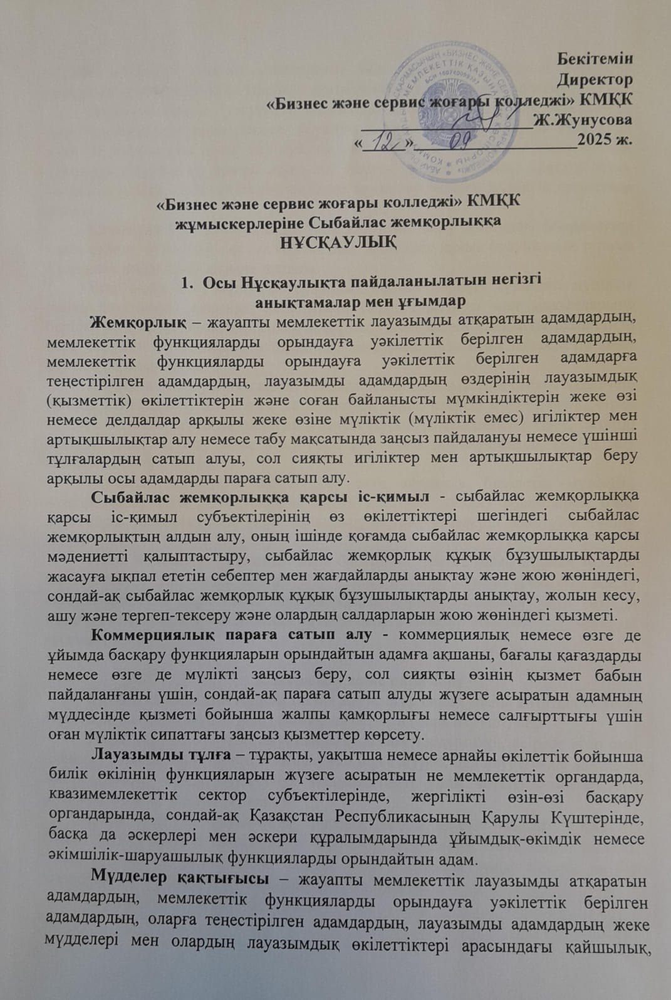 Бекітемін
Директор
«Бизнес және сервис жоғары колледжі» КМҚК
Ж.Жунусова
«12» 09 2025 ж.
«Бизнес және сервис жоғары колледжі» КМҚК
жұмыскерлеріне Сыбайлас жемқорлыққа
НҰСҚАУЛЫҚ
1. Осы Нұсқаулықта пайдаланылатын негізгі
анықтамалар мен ұғымдар
Жемқорлық – жауапты мемлекеттік лауазымды атқаратын адамдардың,
мемлекеттік функцияларды орындауға уәкілеттік берілген адамдардың,
мемлекеттік функцияларды орындауға уәкілеттік берілген адамдарға
теңестірілген адамдардың, лауазымды адамдардың өздерінің лауазымдық
(қызметтік) өкілеттіктерін және соған байланысты мүмкіндіктерін жеке өзі
немесе делдалдар арқылы жеке өзіне мүліктік (мүліктік емес) игіліктер мен
артықшылықтар алу немесе табу мақсатында заңсыз пайдалануы немесе үшінші
тұлғалардың сатып алуы, сол сияқты игіліктер мен артықшылықтар беру
арқылы осы адамдарды параға сатып алу.
Сыбайлас жемқорлыққа қарсы іс-қимыл - сыбайлас жемқорлыққа
қарсы іс-қимыл субъектілерінің өз өкілеттіктері шегіндегі сыбайлас
жемқорлықтың алдын алу, оның ішінде қоғамда сыбайлас жемқорлыққа қарсы
мәдениетті қалыптастыру, сыбайлас жемқорлық құқық бұзушылықтарды
жасауға ықпал ететін себептер мен жағдайларды анықтау және жою жөніндегі,
сондай-ақ сыбайлас жемқорлық құқық бұзушылықтарды анықтау, жолын кесу,
ашу және тергеп-тексеру және олардың салдарларын жою жөніндегі қызметі.
Коммерциялық параға сатып алу - коммерциялық немесе өзге де
ұйымда басқару функцияларын орындайтын адамға ақшаны, бағалы қағаздарды
немесе өзге де мүлікті заңсыз беру, сол сияқты өзінің қызмет бабын
пайдаланғаны үшін, сондай-ақ параға сатып алуды жүзеге асыратын адамның
мүддесінде қызметі бойынша жалпы қамқорлығы немесе салғырттығы үшін
оған мүліктік сипаттағы заңсыз қызметтер көрсету.
Лауазымды тұлға – тұрақты, уақытша немесе арнайы өкілеттік бойынша
билік өкілінің функцияларын жүзеге асыратын не мемлекеттік органдарда,
квазимемлекеттік сектор субъектілерінде, жергілікті өзін-өзі басқару
органдарында, сондай-ақ Қазақстан Республикасының Қарулы Күштерінде,
басқа да әскерлері мен әскери құралымдарында ұйымдық-өкімдік немесе
әкімшілік-шаруашылық функцияларды орындайтын адам.
Мүдделер қақтығысы – жауапты мемлекеттік лауазымды атқаратын
адамдардың, мемлекеттік функцияларды орындауға уәкілеттік берілген
адамдардың, оларға теңестірілген адамдардың, лауазымды адамдардың жеке
мүдделері мен олардың лауазымдық өкілеттіктері арасындағы қайшылық,